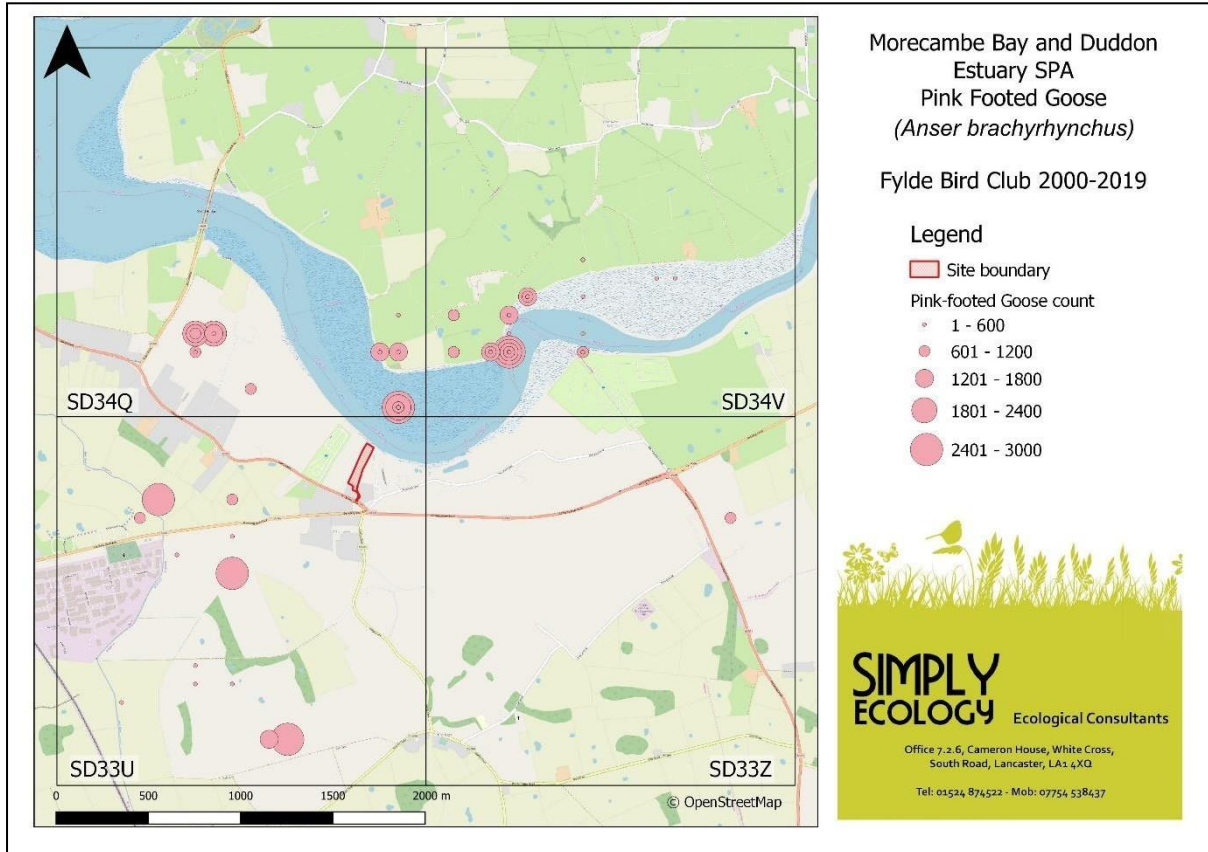 Morecambe Bay and Duddon
Estuary SPA
Pink Footed Goose
(Anser brachyrhynchus)
Fylde Bird Club 2000-2019
Legend
Site boundary
Pink-footed Goose count
1 - 600
601 - 1200
1201 - 1800
1801 - 2400
2401 - 3000
SD34Q
SD34V
SD33U
SD33Z
0 500 1000 1500 2000 m
© OpenStreetMap
SIMPLY
ECOLOGY Ecological Consultants
Office 7.2.6, Cameron House, White Cross,
South Road, Lancaster, LA1 4XQ
Tel: 01524 874522 - Mob: 07754 538437